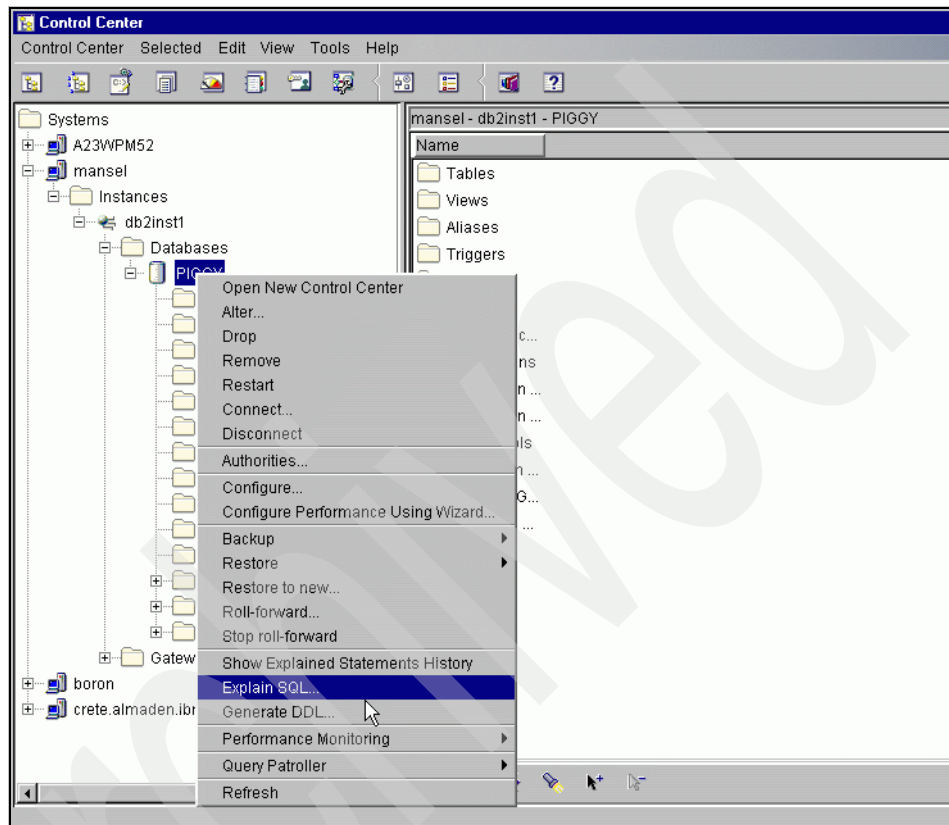 Control Center
Control Center Selected Edit View Tools Help
Systems
A23WPM52
mansel
Instances
db2inst1
Databases
PIGGY
Gatew
boron
crete.almaden.ibr
mansel - db2inst1 - PIGGY
Name
Tables
Views
Aliases
Triggers
c...
ns
n ...
n ...
ols
n ...
G...
...
Open New Control Center
Alter...
Drop
Remove
Restart
Connect...
Disconnect
Authorities...
Configure...
Configure Performance Using Wizard...
Backup
Restore
Restore to new...
Roll-forward...
Stop roll-forward
Show Explained Statements History
Explain SQL...
Generate DDL...
Performance Monitoring
Query Patroller
Refresh